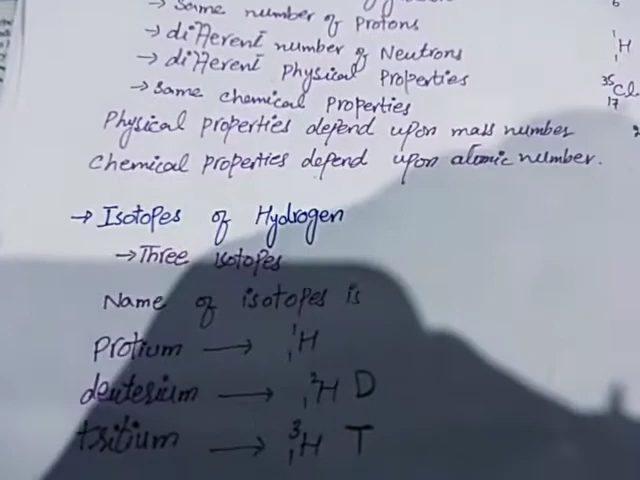 → same number of Protons
→ different number of Neutrons
→ different Physical Properties
→ same chemical Properties
Physical properties depend upon mass number
chemical properties depend upon atomic number.
¹₁H
³⁵₁₇Cl
→ Isotopes of Hydrogen
→ Three isotopes
Name of isotopes is
Protium → ¹₁H
deuterium → ²₁H D
tritium → ³₁H T